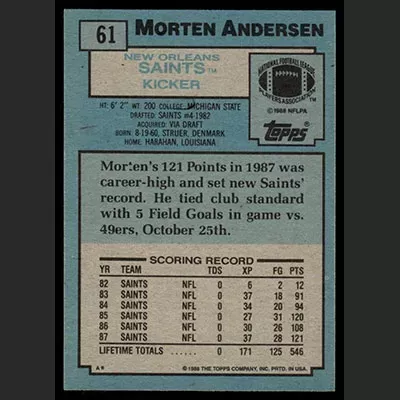 61
MORTEN ANDERSEN
NEW ORLEANS
SAINTS™
KICKER
HT: 6' 2" WT: 200 COLLEGE: MICHIGAN STATE
DRAFTED: SAINTS #4-1982
ACQUIRED: VIA DRAFT
BORN: 8-19-60, STRUER, DENMARK
HOME: HARAHAN, LOUISIANA
NATIONAL FOOTBALL LEAGUE
PLAYERS ASSOCIATION
© 1988 NFLPA
Topps
Morten's 121 Points in 1987 was
career-high and set new Saints'
record. He tied club standard
with 5 Field Goals in game vs.
49ers, October 25th.
SCORING RECORD
YR TEAM TDS XP FG PTS
82 SAINTS NFL 0 6 2 12
83 SAINTS NFL 0 37 18 91
84 SAINTS NFL 0 34 20 94
85 SAINTS NFL 0 27 31 120
86 SAINTS NFL 0 30 26 108
87 SAINTS NFL 0 37 28 121
LIFETIME TOTALS ...... 0 171 125 546
A* © 1988 THE TOPPS COMPANY, INC. PRTD. IN U.S.A.